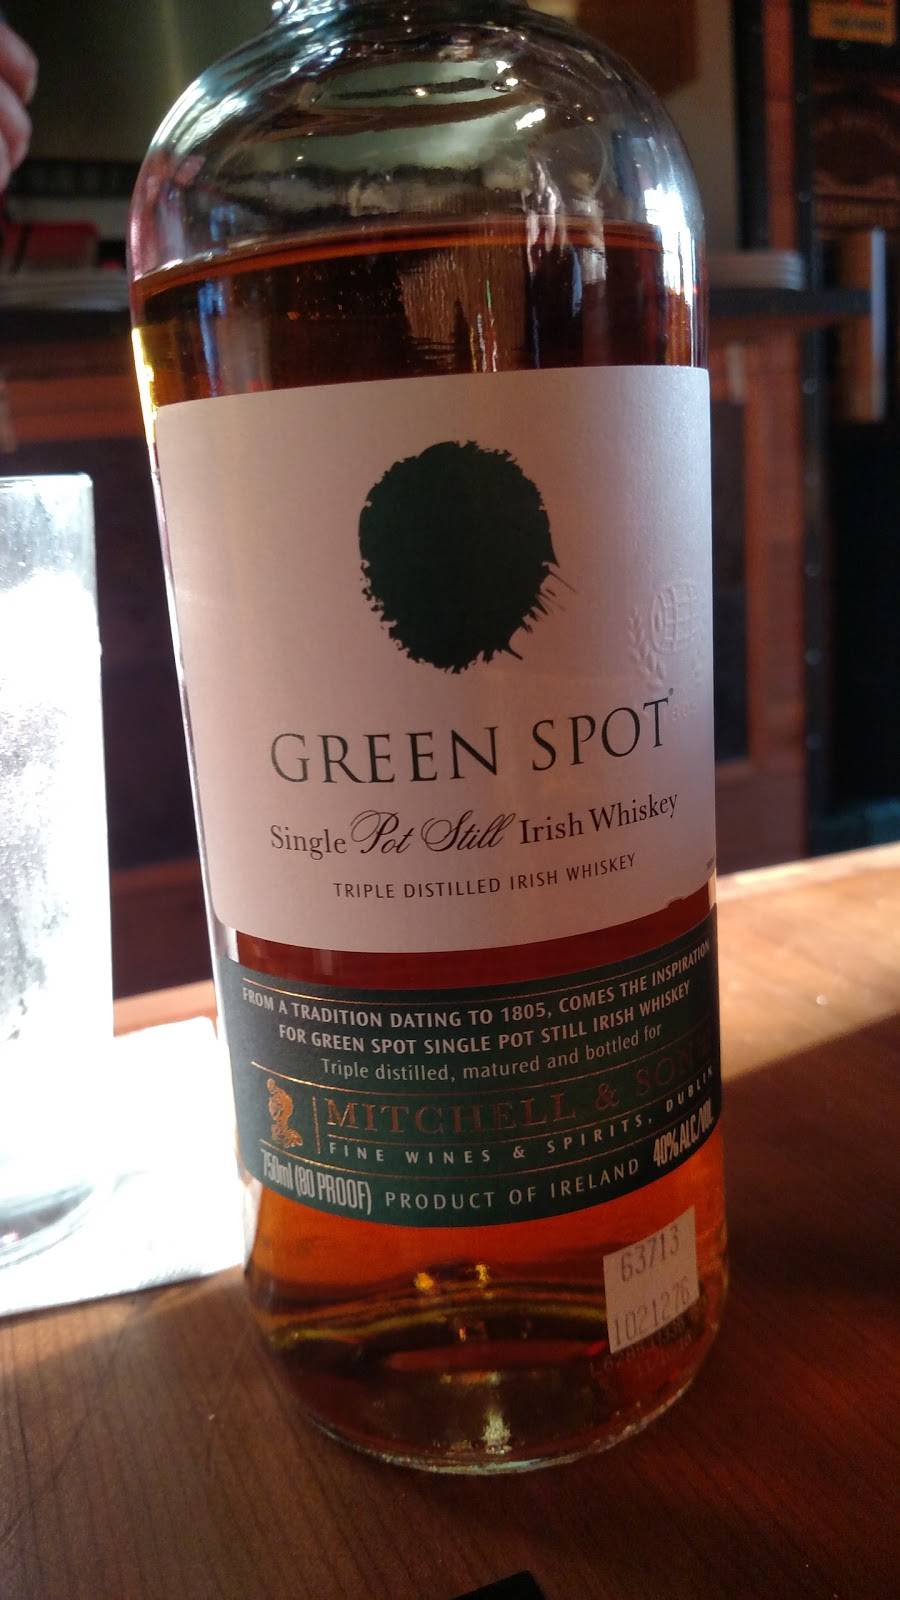 GREEN SPOT®
Single Pot Still Irish Whiskey
TRIPLE DISTILLED IRISH WHISKEY
FROM A TRADITION DATING TO 1805, COMES THE INSPIRATION
FOR GREEN SPOT SINGLE POT STILL IRISH WHISKEY
Triple distilled, matured and bottled for
MITCHELL & SON
FINE WINES & SPIRITS, DUBLIN
750ml (80 PROOF) PRODUCT OF IRELAND 40% ALC/VOL
63713
1021276